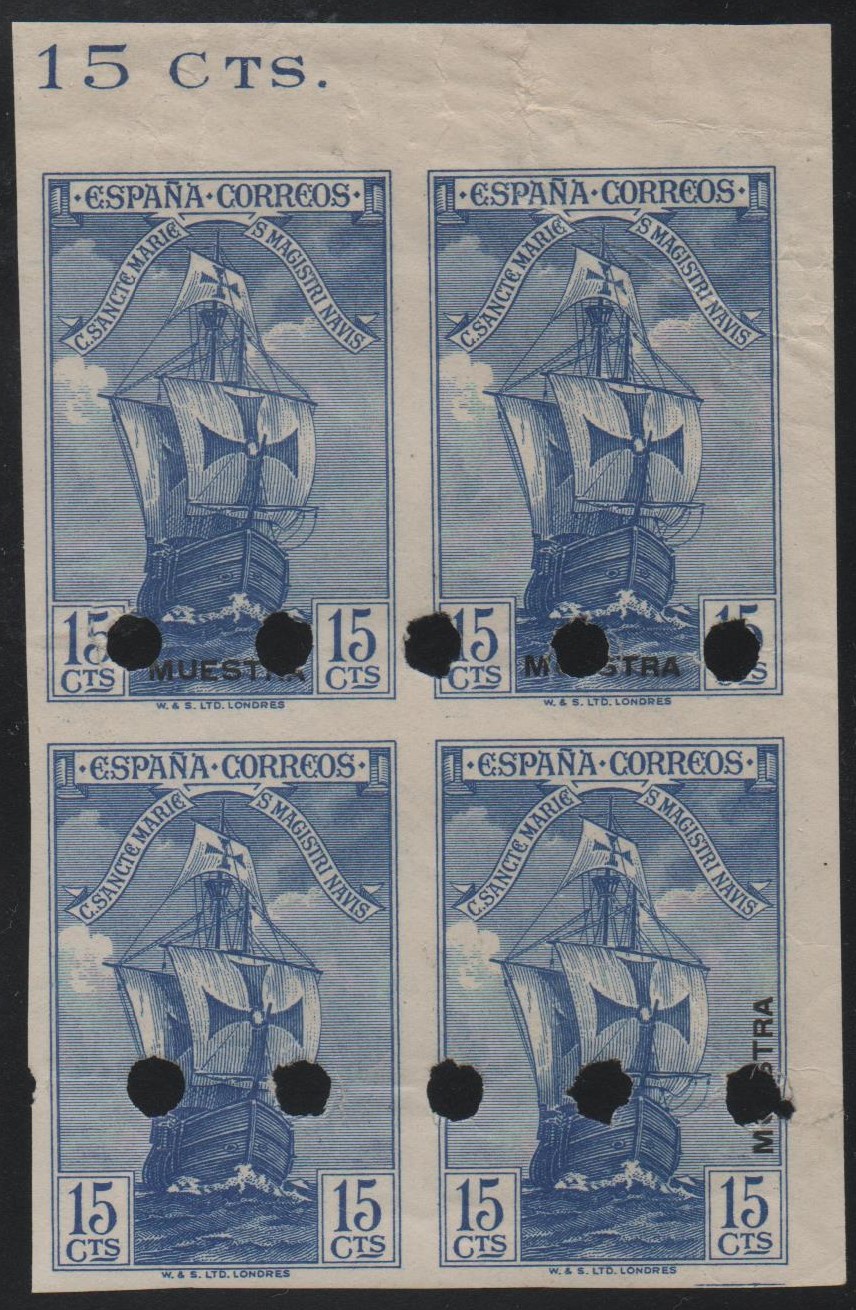 15 CTS.
·ESPAÑA·CORREOS·
C.SANCTE MARIE
S MAGISTRI NAVIS
15 CTS
MUESTRA
15 CTS
W. & S. LTD. LONDRES
·ESPAÑA·CORREOS·
C.SANCTE MARIE
S MAGISTRI NAVIS
15 CTS
15 CTS
W. & S. LTD. LONDRES
·ESPAÑA·CORREOS·
C.SANCTE MARIE
S MAGISTRI NAVIS
15 CTS
15 CTS
W. & S. LTD. LONDRES
·ESPAÑA·CORREOS·
C.SANCTE MARIE
S MAGISTRI NAVIS
15 CTS
15 CTS
W. & S. LTD. LONDRES